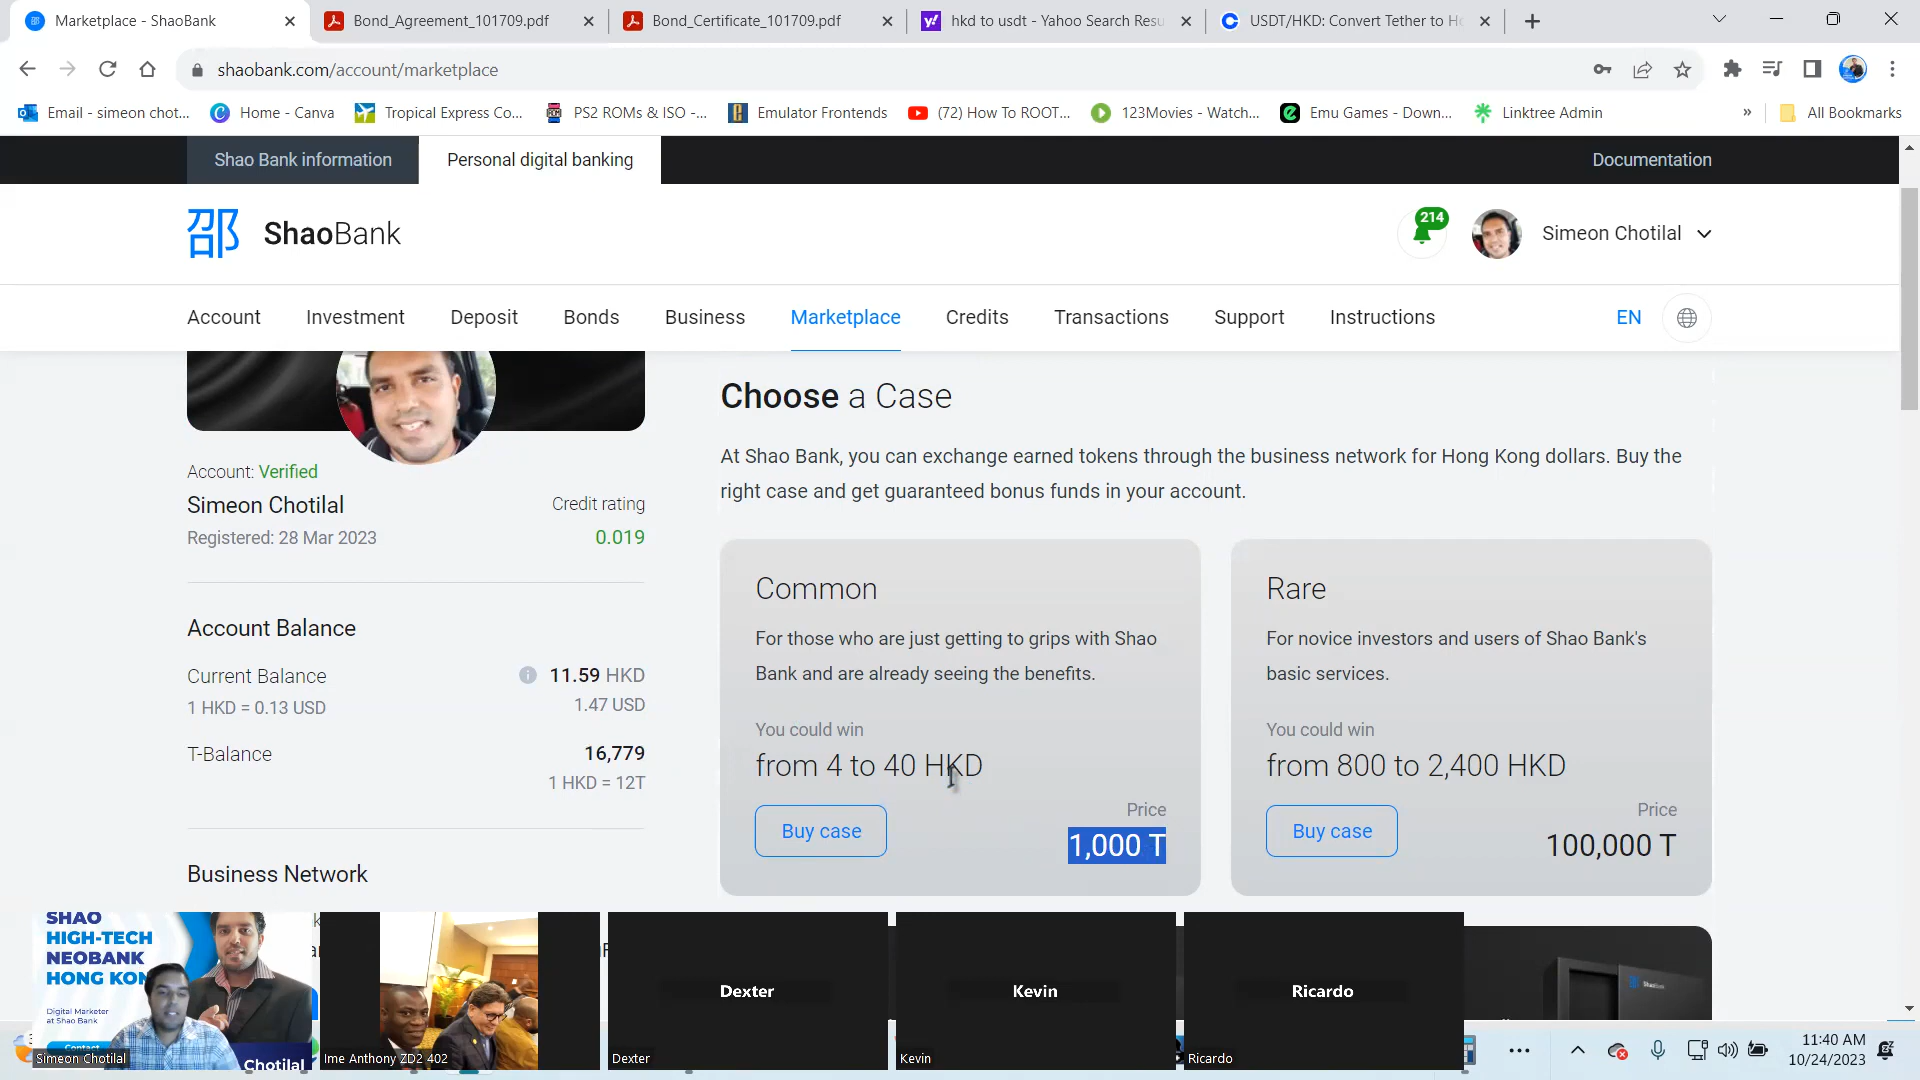 Marketplace - ShaoBank
Bond_Agreement_101709.pdf
Bond_Certificate_101709.pdf
hkd to usdt - Yahoo Search Resu
USDT/HKD: Convert Tether to Ho
shaobank.com/account/marketplace
Email - simeon chot...
Home - Canva
Tropical Express Co...
PS2 ROMs & ISO -...
Emulator Frontends
(72) How To ROOT...
123Movies - Watch...
Emu Games - Down...
Linktree Admin
»
All Bookmarks
Shao Bank information
Personal digital banking
Documentation
邵 ShaoBank
214
Simeon Chotilal
Account
Investment
Deposit
Bonds
Business
Marketplace
Credits
Transactions
Support
Instructions
EN
Account: Verified
Simeon Chotilal
Credit rating
Registered: 28 Mar 2023
0.019
Account Balance
Current Balance
11.59 HKD
1 HKD = 0.13 USD
1.47 USD
T-Balance
16,779
1 HKD = 12T
Business Network
Choose a Case
At Shao Bank, you can exchange earned tokens through the business network for Hong Kong dollars. Buy the
right case and get guaranteed bonus funds in your account.
Common
For those who are just getting to grips with Shao
Bank and are already seeing the benefits.
You could win
from 4 to 40 HKD
Price
Buy case
1,000 T
Rare
For novice investors and users of Shao Bank's
basic services.
You could win
from 800 to 2,400 HKD
Price
Buy case
100,000 T
ShaoBank
SHAO
HIGH-TECH
NEOBANK
HONG KON
Digital Marketer
at Shao Bank
Contact
Chotilal
Simeon Chotilal
Ime Anthony ZD2 402
Dexter
Dexter
Kevin
Kevin
Ricardo
Ricardo
11:40 AM
10/24/2023